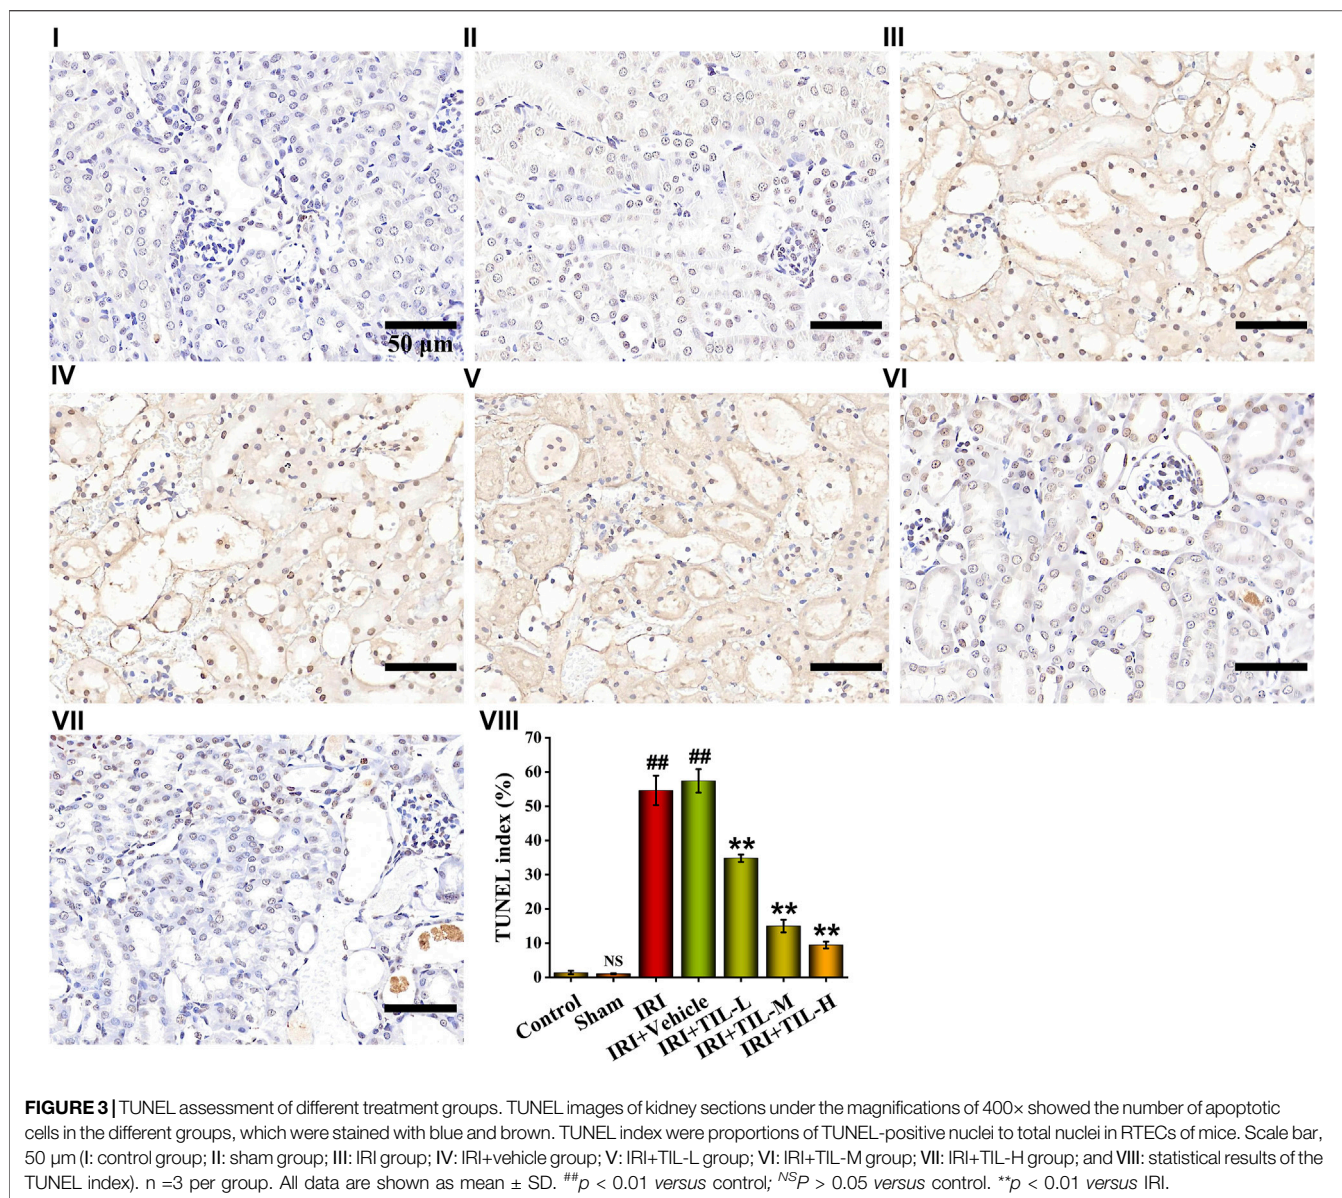 I
II
III
50 μm
IV
V
VI
VII
VIII
TUNEL index (%)
70
60
50
40
30
20
10
0
NS
##
##
**
**
**
Control
Sham
IRI
IRI+Vehicle
IRI+TIL-L
IRI+TIL-M
IRI+TIL-H
FIGURE 3 | TUNEL assessment of different treatment groups. TUNEL images of kidney sections under the magnifications of 400× showed the number of apoptotic
cells in the different groups, which were stained with blue and brown. TUNEL index were proportions of TUNEL-positive nuclei to total nuclei in RTECs of mice. Scale bar,
50 μm (I: control group; II: sham group; III: IRI group; IV: IRI+vehicle group; V: IRI+TIL-L group; VI: IRI+TIL-M group; VII: IRI+TIL-H group; and VIII: statistical results of the
TUNEL index). n =3 per group. All data are shown as mean ± SD. ##p < 0.01 versus control; NSP > 0.05 versus control. **p < 0.01 versus IRI.